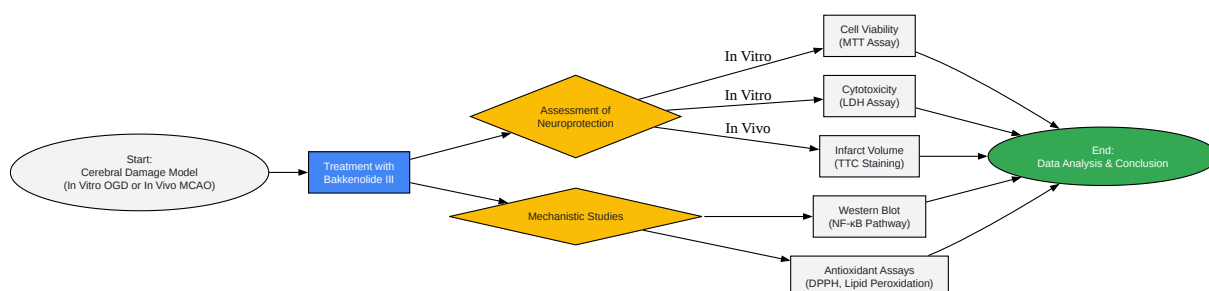 Start:
Cerebral Damage Model
(In Vitro OGD or In Vivo MCAO)
Treatment with
Bakkenolide III
Assessment of
Neuroprotection
Mechanistic Studies
In Vitro
In Vitro
In Vivo
Cell Viability
(MTT Assay)
Cytotoxicity
(LDH Assay)
Infarct Volume
(TTC Staining)
Western Blot
(NF-κB Pathway)
Antioxidant Assays
(DPPH, Lipid Peroxidation)
End:
Data Analysis & Conclusion